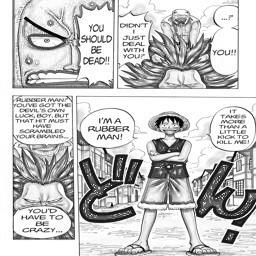 ...?
YOU!!
DIDN'T
I
JUST
DEAL
WITH
YOU?
YOU
SHOULD
BE
DEAD!!
IT
TAKES
MORE
THAN A
LITTLE
KICK TO
KILL ME!
I'M A
RUBBER
MAN!
どん!
RUBBER MAN?
YOU'VE GOT THE
DEVIL'S OWN
LUCK, BOY. BUT
THAT HIT MUST
HAVE
SCRAMBLED
YOUR BRAINS...
YOU'D
HAVE TO
BE
CRAZY...